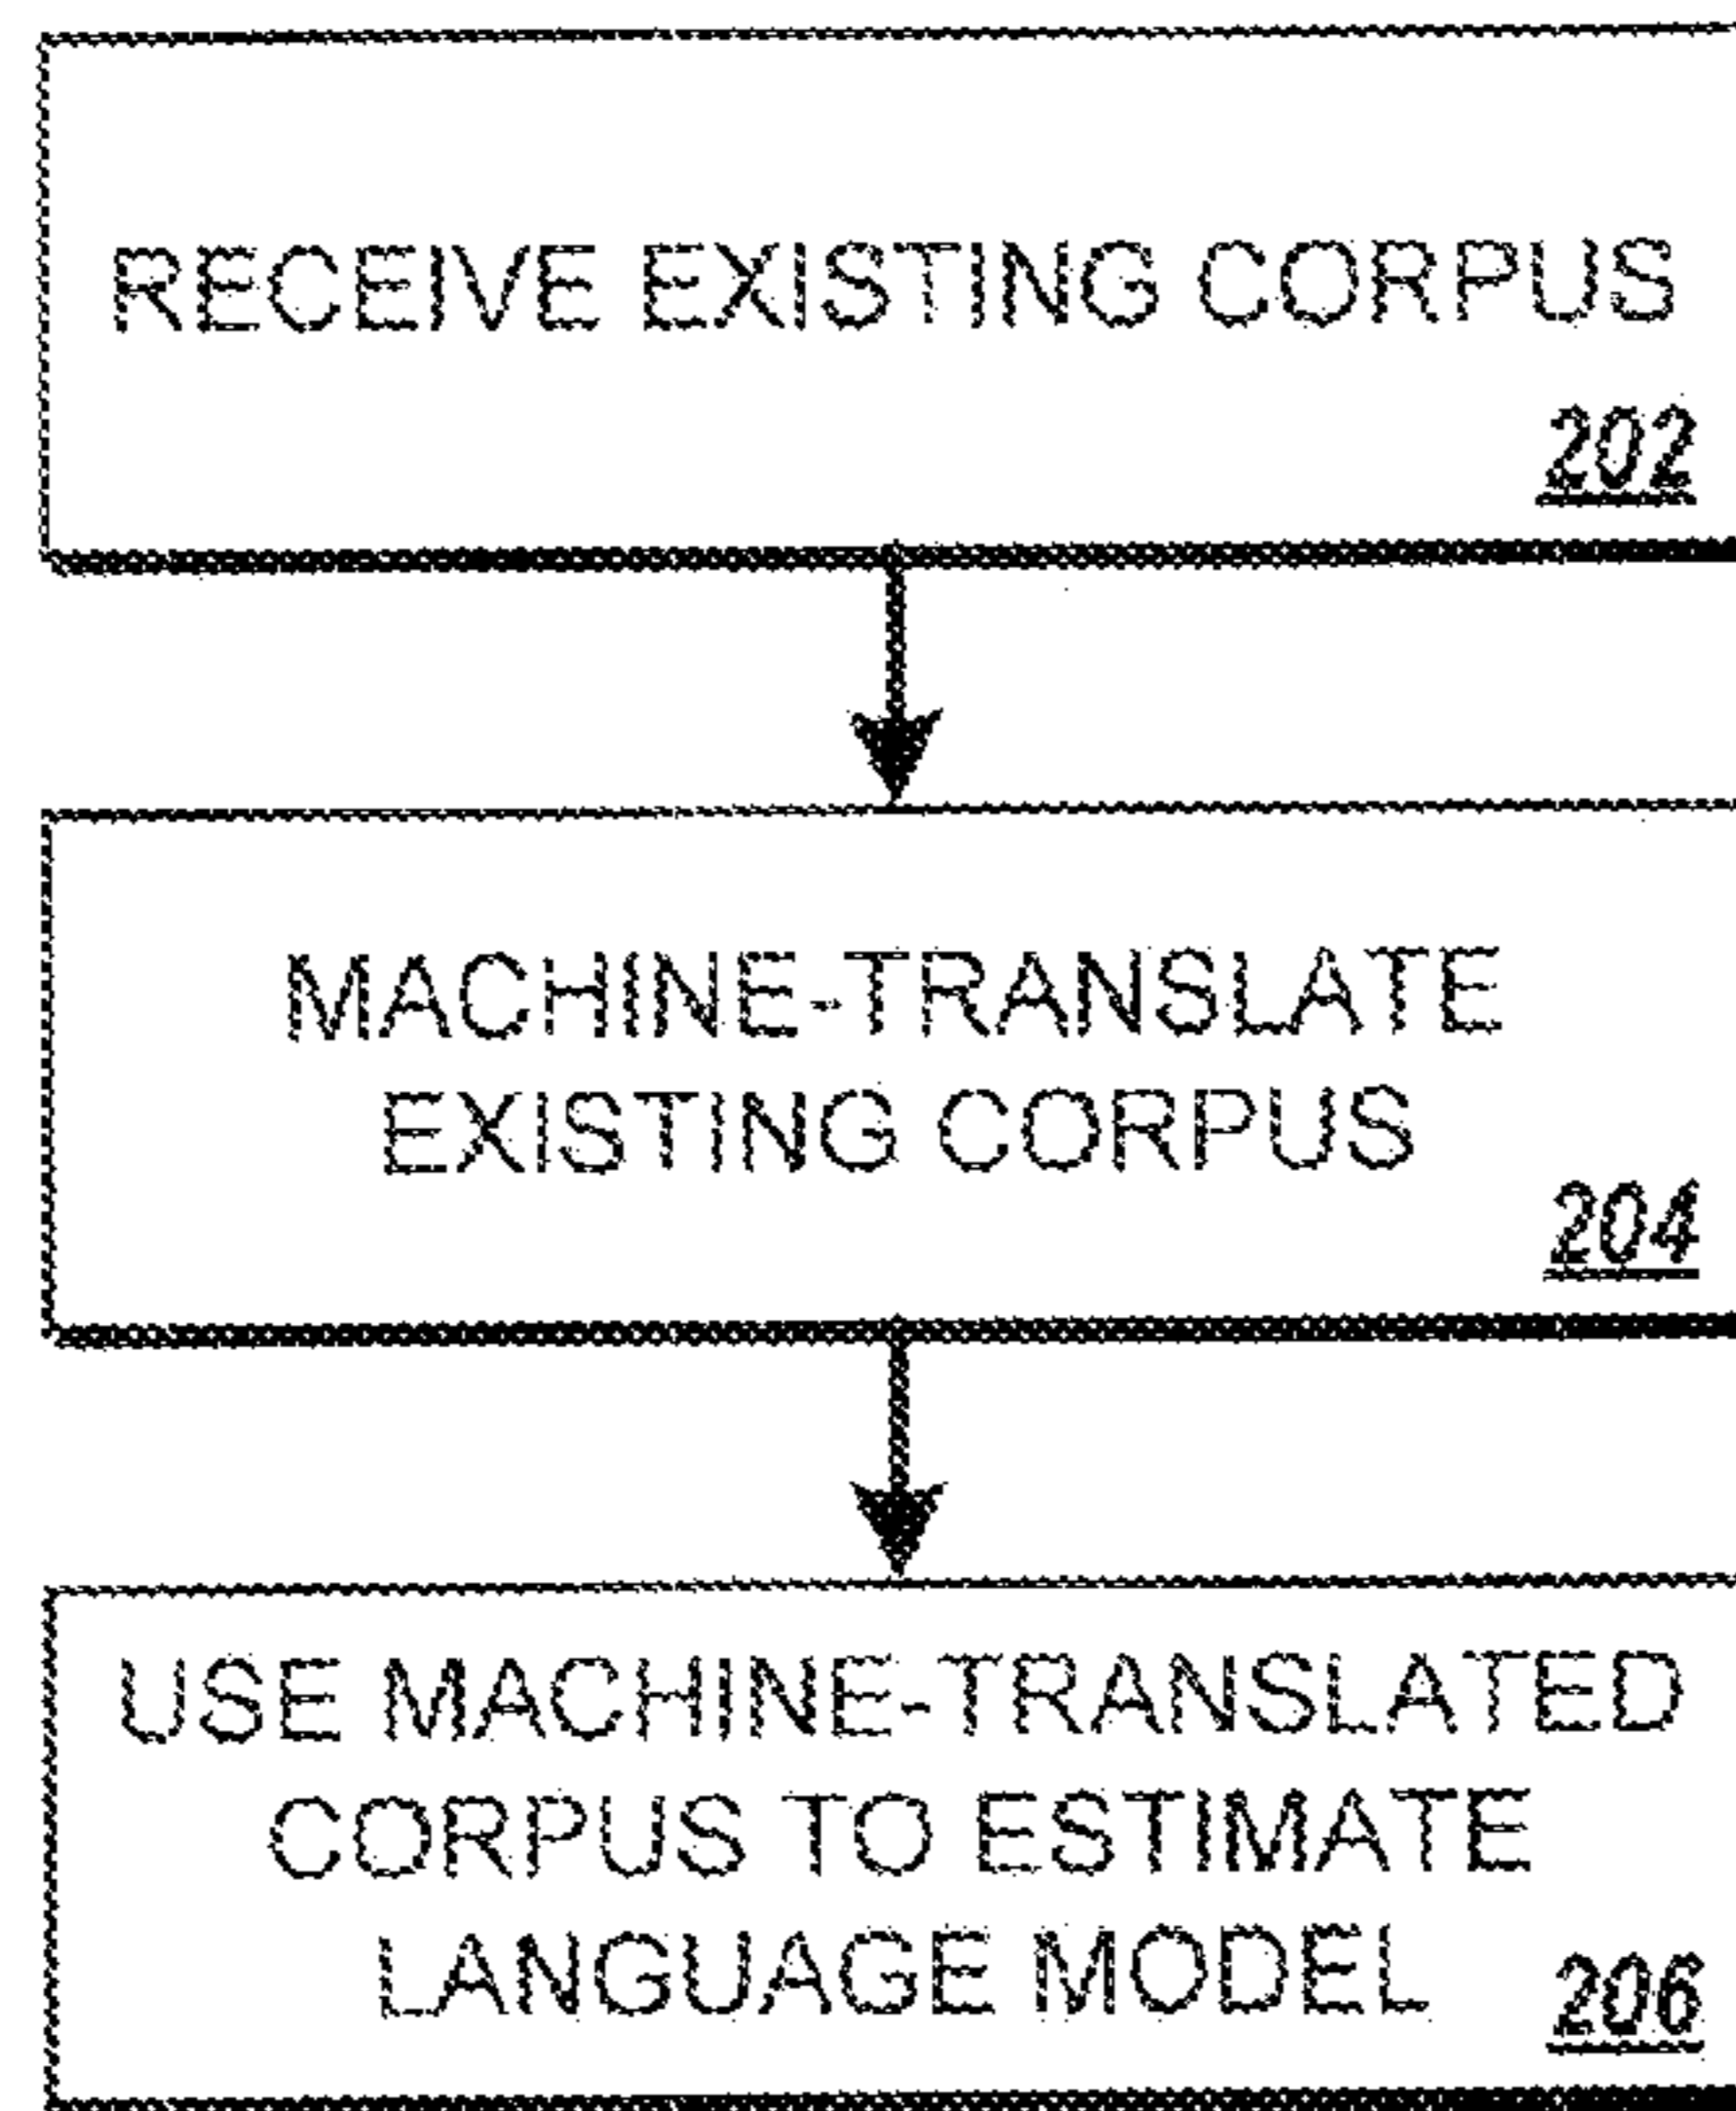 RECEIVE EXISTING CORPUS
202
MACHINE-TRANSLATE
EXISTING CORPUS
204
USE MACHINE-TRANSLATED
CORPUS TO ESTIMATE
LANGUAGE MODEL
206